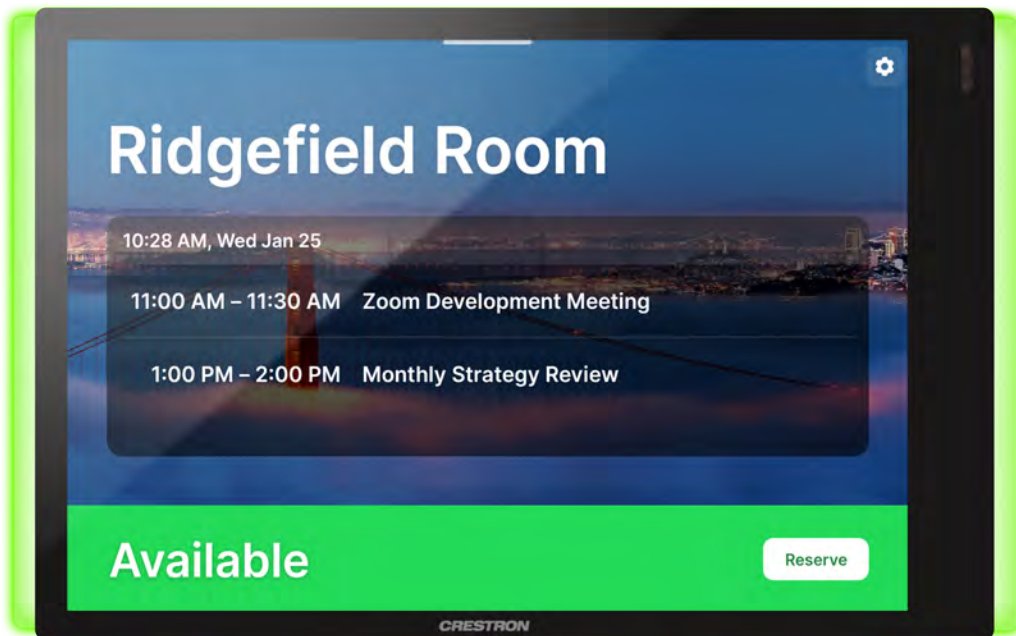 Ridgefield Room
10:28 AM, Wed Jan 25
11:00 AM – 11:30 AM Zoom Development Meeting
1:00 PM – 2:00 PM Monthly Strategy Review
Available Reserve
CRESTRON